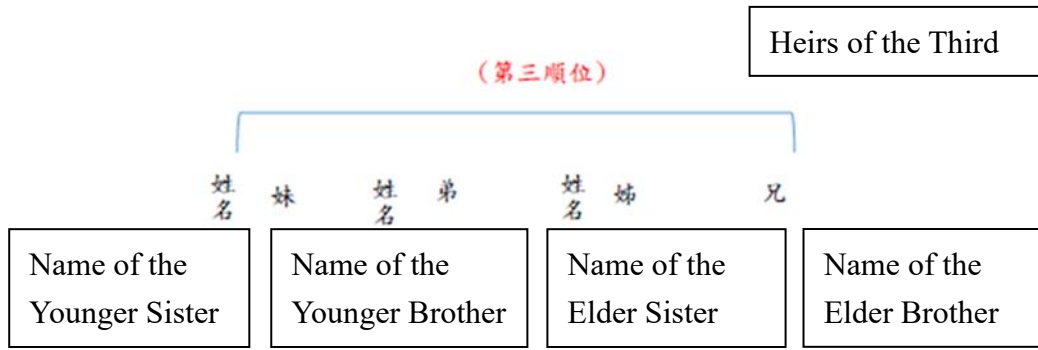 Heirs of the Third
(第三順位)
姓名 妹 姓名 弟 姓名 姊 兄
Name of the
Younger Sister
Name of the
Younger Brother
Name of the
Elder Sister
Name of the
Elder Brother